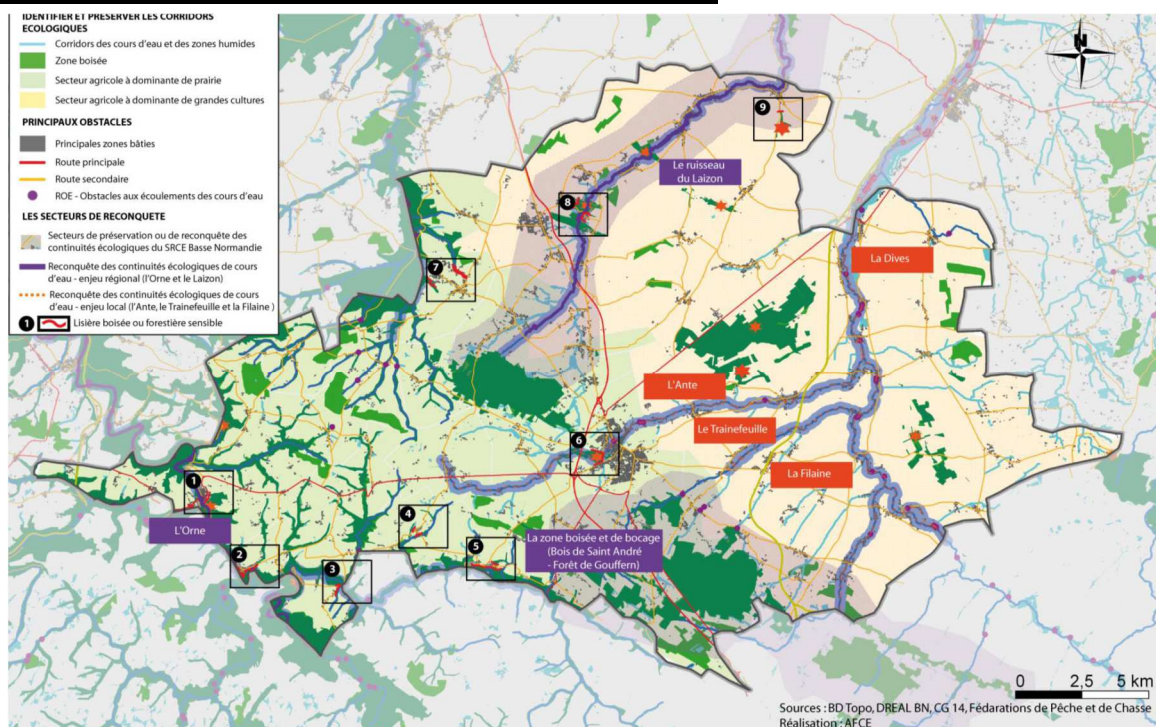 IDENTIFIER ET PRESERVER LES CORRIDORS
ECOLOGIQUES
Corridors des cours d'eau et des zones humides
Zone boisée
Secteur agricole à dominante de prairie
Secteur agricole à dominante de grandes cultures
PRINCIPAUX OBSTACLES
Principales zones bâties
Route principale
Route secondaire
ROE - Obstacles aux écoulements des cours d'eau
LES SECTEURS DE RECONQUETE
Secteurs de préservation ou de reconquête des
continuités écologiques du SRCE Basse Normandie
Reconquête des continuités écologiques de cours
d'eau - enjeu régional (l'Orne et le Laizon)
Reconquête des continuités écologiques de cours
d'eau - enjeu local (l'Ante, le Trainefeuille et la Filaine )
1 Lisière boisée ou forestière sensible
N
9
Le ruisseau
du Laizon
8
La Dives
7
L'Ante
Le Trainefeuille
6
La Filaine
1
L'Orne
4
La zone boisée et de bocage
(Bois de Saint André
- Forêt de Gouffern)
5
2
3
0 2,5 5 km
Sources : BD Topo, DREAL BN, CG 14, Fédarations de Pêche et de Chasse
Réalisation : AFCE